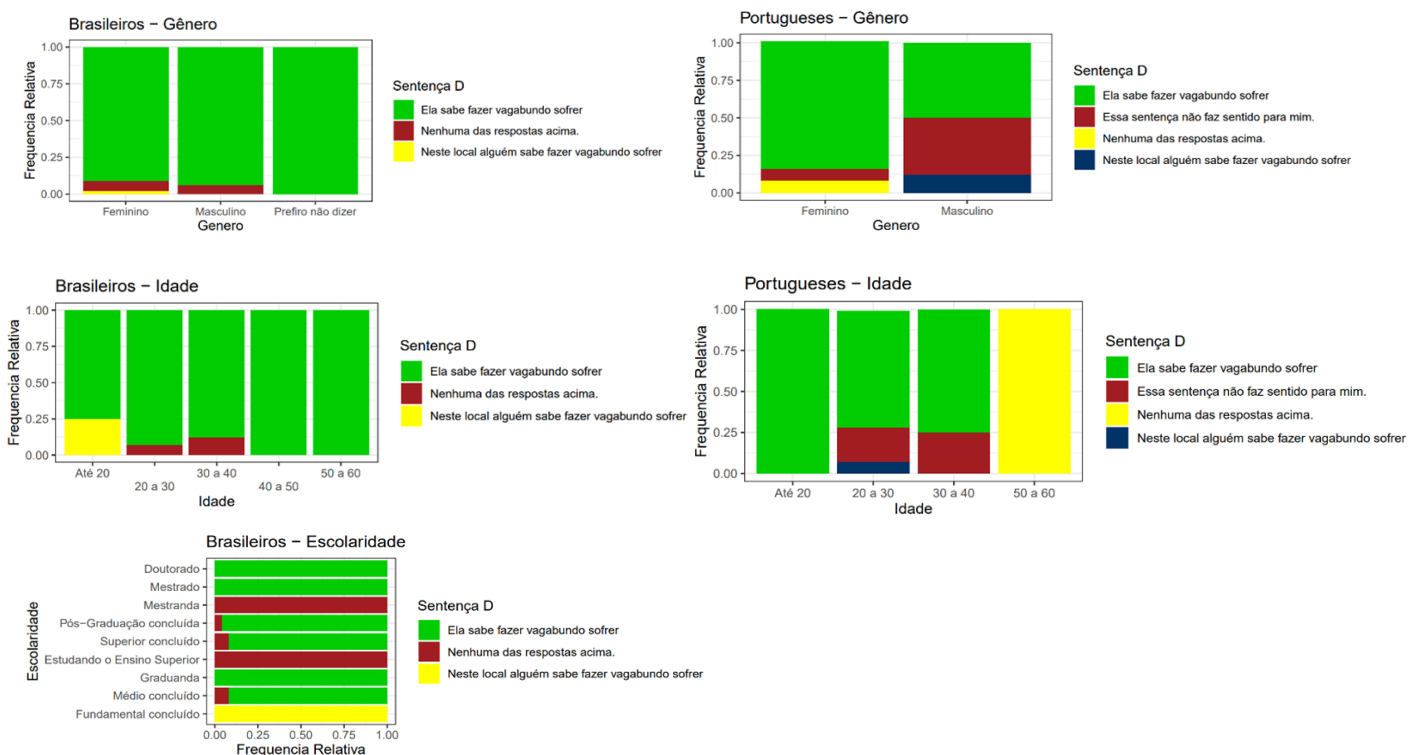 Brasileiros − Gênero
Frequencia Relativa
1.00
0.75
0.50
0.25
0.00
Feminino
Masculino
Prefiro não dizer
Genero
Sentença D
Ela sabe fazer vagabundo sofrer
Nenhuma das respostas acima.
Neste local alguém sabe fazer vagabundo sofrer
Portugueses − Gênero
Frequencia Relativa
1.00
0.75
0.50
0.25
0.00
Feminino
Masculino
Genero
Sentença D
Ela sabe fazer vagabundo sofrer
Essa sentença não faz sentido para mim.
Nenhuma das respostas acima.
Neste local alguém sabe fazer vagabundo sofrer
Brasileiros − Idade
Frequencia Relativa
1.00
0.75
0.50
0.25
0.00
Até 20
20 a 30
30 a 40
40 a 50
50 a 60
Idade
Sentença D
Ela sabe fazer vagabundo sofrer
Nenhuma das respostas acima.
Neste local alguém sabe fazer vagabundo sofrer
Portugueses − Idade
Frequencia Relativa
1.00
0.75
0.50
0.25
0.00
Até 20
20 a 30
30 a 40
50 a 60
Idade
Sentença D
Ela sabe fazer vagabundo sofrer
Essa sentença não faz sentido para mim.
Nenhuma das respostas acima.
Neste local alguém sabe fazer vagabundo sofrer
Brasileiros − Escolaridade
Escolaridade
Doutorado
Mestrado
Mestranda
Pós−Graduação concluída
Superior concluído
Estudando o Ensino Superior
Graduanda
Médio concluído
Fundamental concluído
0.00
0.25
0.50
0.75
1.00
Frequencia Relativa
Sentença D
Ela sabe fazer vagabundo sofrer
Nenhuma das respostas acima.
Neste local alguém sabe fazer vagabundo sofrer